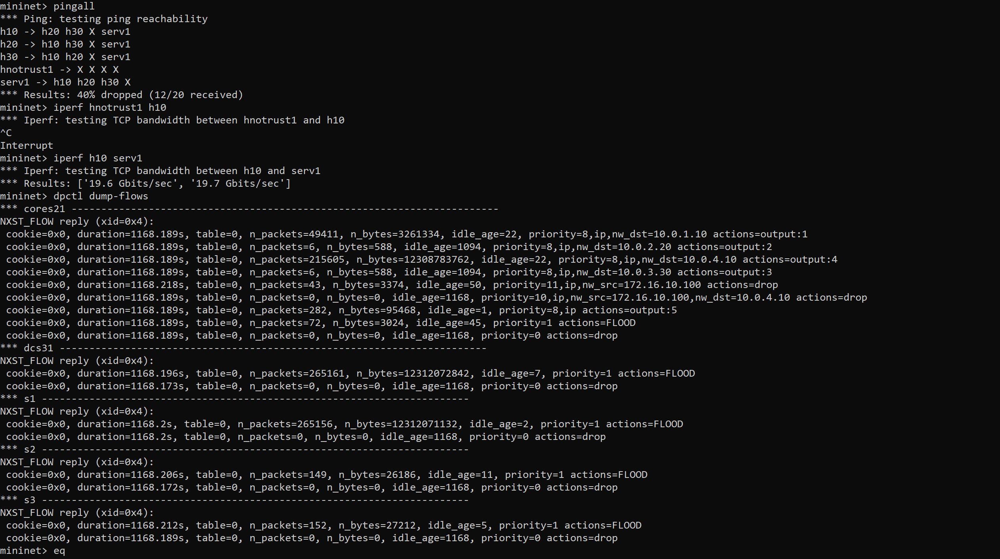 mininet> pingall
*** Ping: testing ping reachability
h10 -> h20 h30 X serv1
h20 -> h10 h30 X serv1
h30 -> h10 h20 X serv1
hnotrust1 -> X X X X
serv1 -> h10 h20 h30 X
*** Results: 40% dropped (12/20 received)
mininet> iperf hnotrust1 h10
*** Iperf: testing TCP bandwidth between hnotrust1 and h10
^C
Interrupt
mininet> iperf h10 serv1
*** Iperf: testing TCP bandwidth between h10 and serv1
*** Results: ['19.6 Gbits/sec', '19.7 Gbits/sec']
mininet> dpctl dump-flows
*** cores21 ------------------------------------------------------------------------
NXST_FLOW reply (xid=0x4):
 cookie=0x0, duration=1168.189s, table=0, n_packets=49411, n_bytes=3261334, idle_age=22, priority=8,ip,nw_dst=10.0.1.10 actions=output:1
 cookie=0x0, duration=1168.189s, table=0, n_packets=6, n_bytes=588, idle_age=1094, priority=8,ip,nw_dst=10.0.2.20 actions=output:2
 cookie=0x0, duration=1168.189s, table=0, n_packets=215605, n_bytes=12308783762, idle_age=22, priority=8,ip,nw_dst=10.0.4.10 actions=output:4
 cookie=0x0, duration=1168.189s, table=0, n_packets=6, n_bytes=588, idle_age=1094, priority=8,ip,nw_dst=10.0.3.30 actions=output:3
 cookie=0x0, duration=1168.218s, table=0, n_packets=43, n_bytes=3374, idle_age=50, priority=11,ip,nw_src=172.16.10.100 actions=drop
 cookie=0x0, duration=1168.189s, table=0, n_packets=0, n_bytes=0, idle_age=1168, priority=10,ip,nw_src=172.16.10.100,nw_dst=10.0.4.10 actions=drop
 cookie=0x0, duration=1168.189s, table=0, n_packets=282, n_bytes=95468, idle_age=1, priority=8,ip actions=output:5
 cookie=0x0, duration=1168.189s, table=0, n_packets=72, n_bytes=3024, idle_age=45, priority=1 actions=FLOOD
 cookie=0x0, duration=1168.189s, table=0, n_packets=0, n_bytes=0, idle_age=1168, priority=0 actions=drop
*** dcs31 ------------------------------------------------------------------------
NXST_FLOW reply (xid=0x4):
 cookie=0x0, duration=1168.196s, table=0, n_packets=265161, n_bytes=12312072842, idle_age=7, priority=1 actions=FLOOD
 cookie=0x0, duration=1168.173s, table=0, n_packets=0, n_bytes=0, idle_age=1168, priority=0 actions=drop
*** s1 ------------------------------------------------------------------------
NXST_FLOW reply (xid=0x4):
 cookie=0x0, duration=1168.2s, table=0, n_packets=265156, n_bytes=12312071132, idle_age=2, priority=1 actions=FLOOD
 cookie=0x0, duration=1168.2s, table=0, n_packets=0, n_bytes=0, idle_age=1168, priority=0 actions=drop
*** s2 ------------------------------------------------------------------------
NXST_FLOW reply (xid=0x4):
 cookie=0x0, duration=1168.206s, table=0, n_packets=149, n_bytes=26186, idle_age=11, priority=1 actions=FLOOD
 cookie=0x0, duration=1168.172s, table=0, n_packets=0, n_bytes=0, idle_age=1168, priority=0 actions=drop
*** s3 ------------------------------------------------------------------------
NXST_FLOW reply (xid=0x4):
 cookie=0x0, duration=1168.212s, table=0, n_packets=152, n_bytes=27212, idle_age=5, priority=1 actions=FLOOD
 cookie=0x0, duration=1168.189s, table=0, n_packets=0, n_bytes=0, idle_age=1168, priority=0 actions=drop
mininet> eq